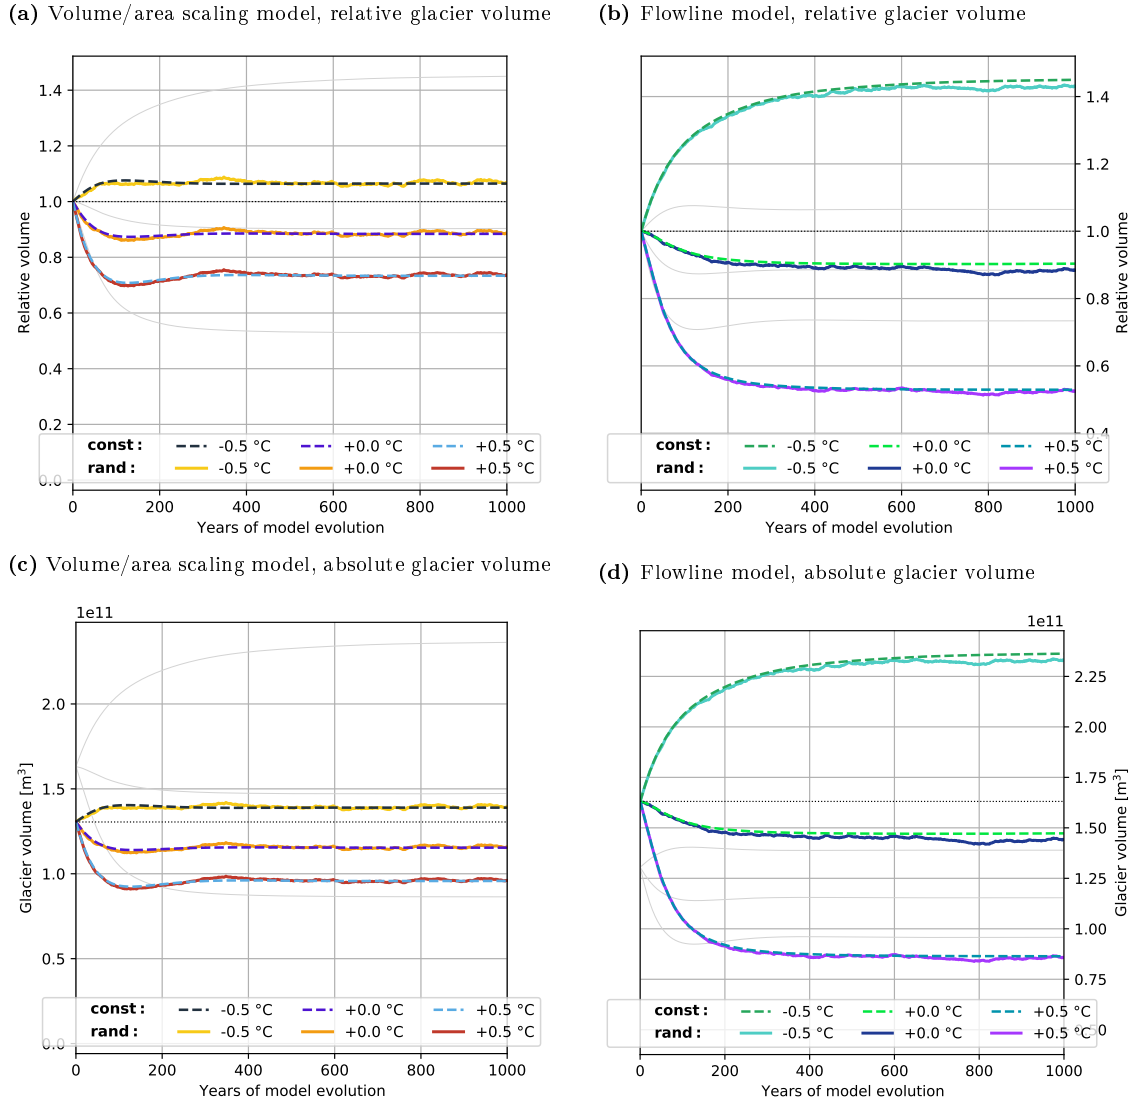 (a) Volume/area scaling model, relative glacier volume
1.4
1.2
1.0
0.8
0.6
0.4
0.2
0.0
Relative volume
const: -0.5 °C +0.0 °C +0.5 °C
rand: -0.5 °C +0.0 °C +0.5 °C
0 200 400 600 800 1000
Years of model evolution
(b) Flowline model, relative glacier volume
1.4
1.2
1.0
0.8
0.6
0.4
Relative volume
const: -0.5 °C +0.0 °C +0.5 °C
rand: -0.5 °C +0.0 °C +0.5 °C
0 200 400 600 800 1000
Years of model evolution
(c) Volume/area scaling model, absolute glacier volume
1e11
2.0
1.5
1.0
0.5
0.0
Glacier volume [m³]
const: -0.5 °C +0.0 °C +0.5 °C
rand: -0.5 °C +0.0 °C +0.5 °C
0 200 400 600 800 1000
Years of model evolution
(d) Flowline model, absolute glacier volume
1e11
2.25
2.00
1.75
1.50
1.25
1.00
0.75
Glacier volume [m³]
const: -0.5 °C +0.0 °C +0.5 °C
rand: -0.5 °C +0.0 °C +0.5 °C
0 200 400 600 800 1000
Years of model evolution